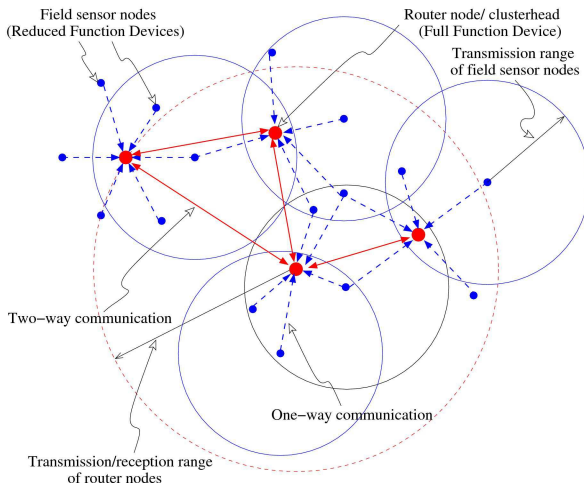 Field sensor nodes
(Reduced Function Devices)
Router node/ clusterhead
(Full Function Device)
Transmission
range of field sensor nodes
Two−way communication
One−way communication
Transmission/reception range
of router nodes